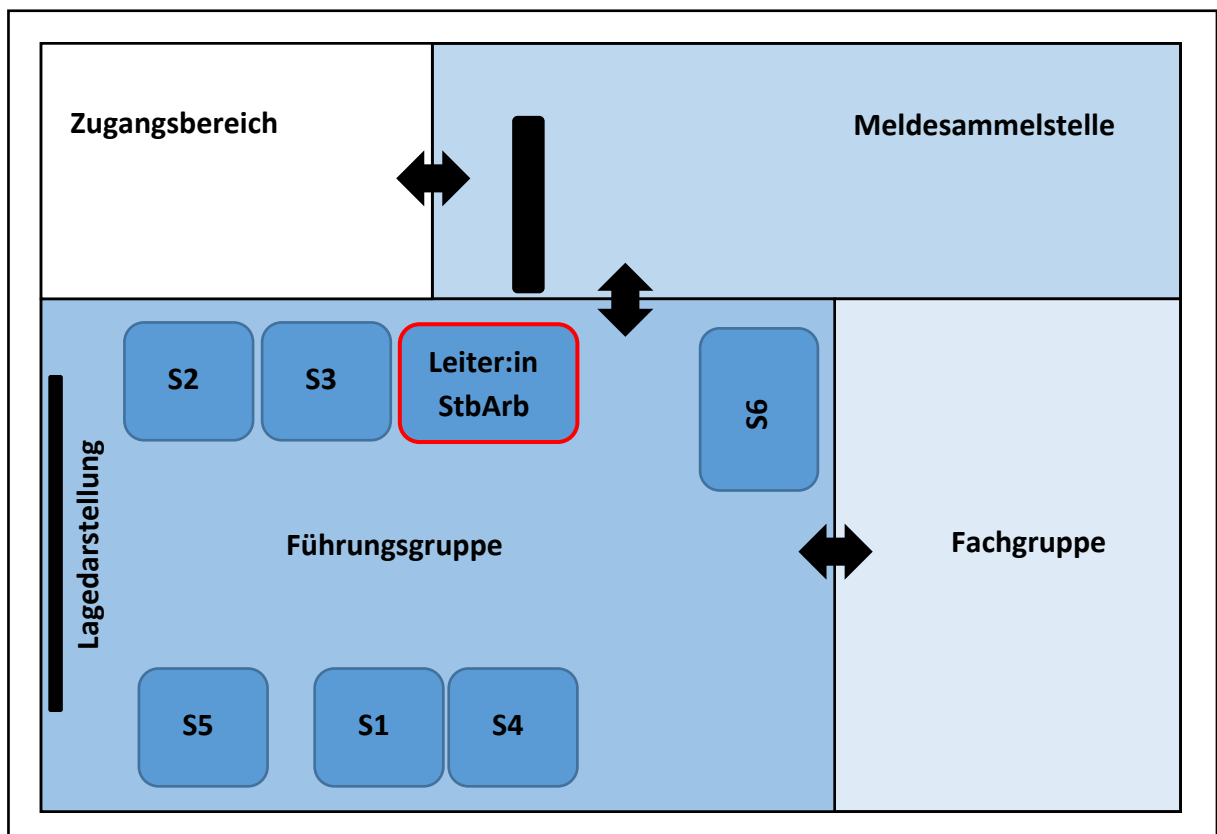 Zugangsbereich
Meldesammelstelle
S2
S3
Leiter:in
StbArb
S6
Lagedarstellung
Führungsgruppe
Fachgruppe
S5
S1
S4